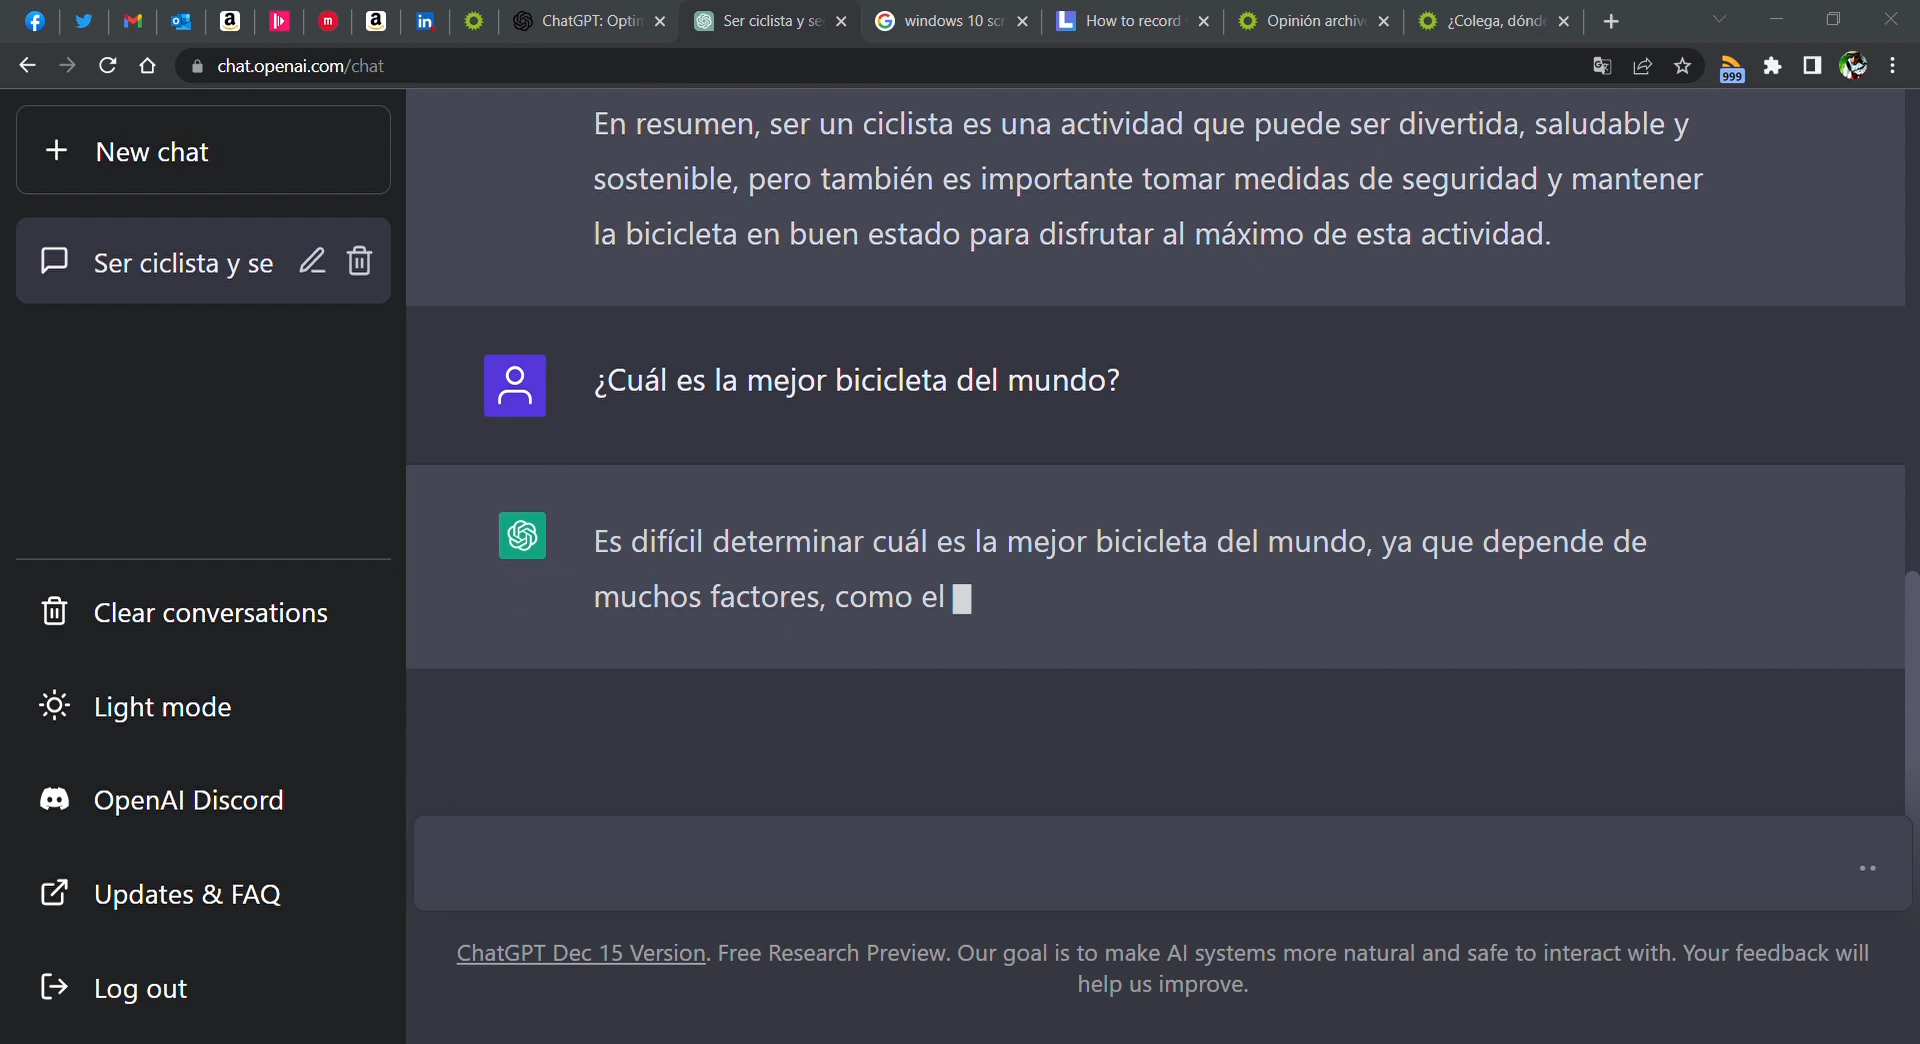 ChatGPT: Optin
Ser ciclista y se
windows 10 scr
How to record
Opinión archiv
¿Colega, dónde
chat.openai.com/chat
999
New chat
Ser ciclista y se
Clear conversations
Light mode
OpenAI Discord
Updates & FAQ
Log out
En resumen, ser un ciclista es una actividad que puede ser divertida, saludable y
sostenible, pero también es importante tomar medidas de seguridad y mantener
la bicicleta en buen estado para disfrutar al máximo de esta actividad.
¿Cuál es la mejor bicicleta del mundo?
Es difícil determinar cuál es la mejor bicicleta del mundo, ya que depende de
muchos factores, como el
ChatGPT Dec 15 Version. Free Research Preview. Our goal is to make AI systems more natural and safe to interact with. Your feedback will
help us improve.